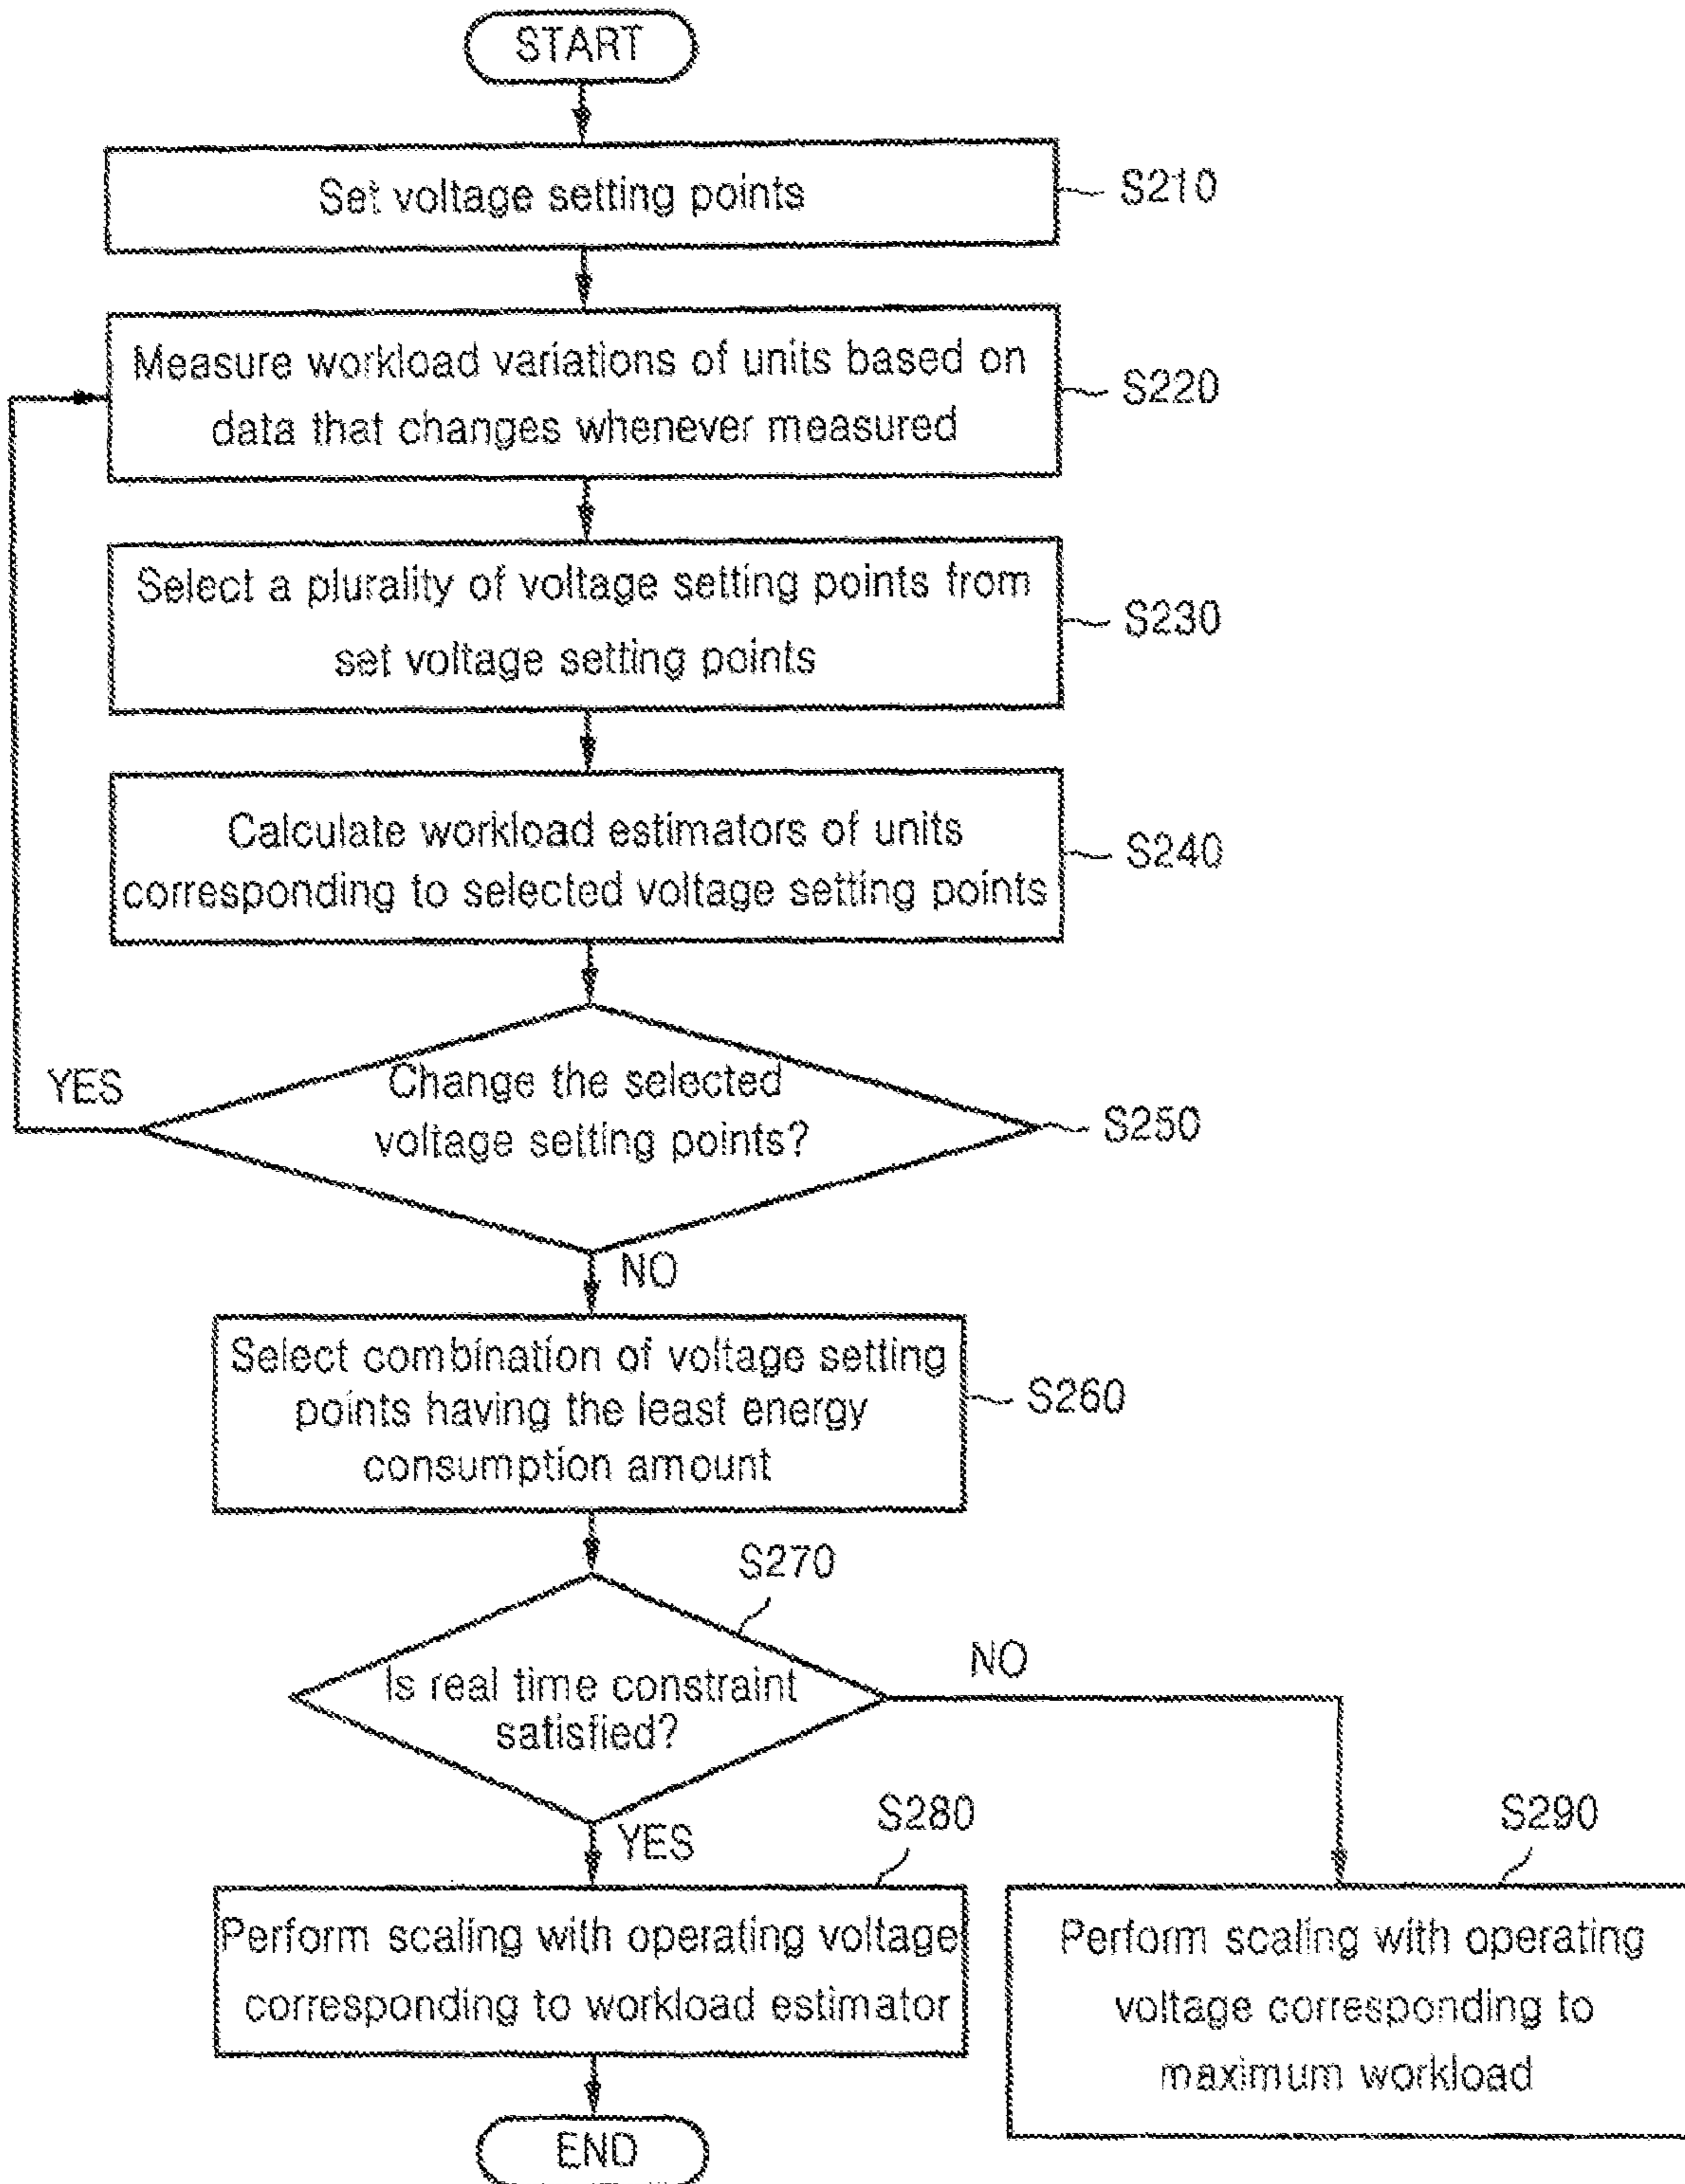 START
Set voltage setting points
S210
Measure workload variations of units based on
data that changes whenever measured
S220
Select a plurality of voltage setting points from
set voltage setting points
S230
Calculate workload estimators of units
corresponding to selected voltage setting points
S240
YES
Change the selected
voltage setting points?
S250
NO
Select combination of voltage setting
points having the least energy
consumption amount
S260
S270
Is real time constraint
satisfied?
NO
YES
S280
Perform scaling with operating voltage
corresponding to workload estimator
S290
Perform scaling with operating
voltage corresponding to
maximum workload
END